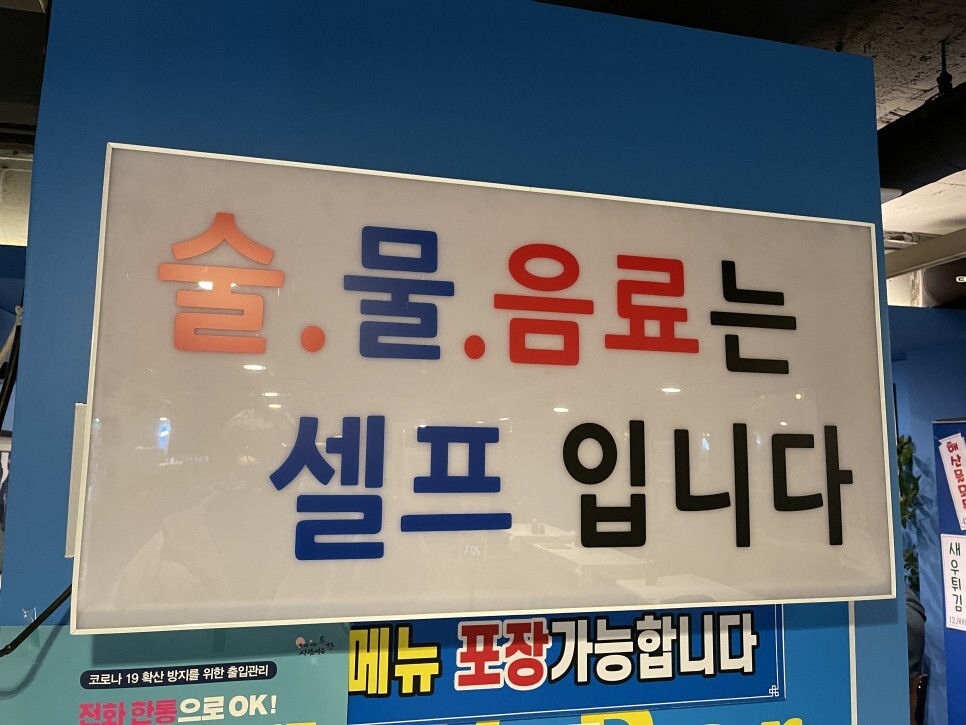 술.물.음료는
셀프 입니다
메뉴 포장가능합니다
코로나 19 확산 방지를 위한 출입관리
전화 한통으로 OK!
새우튀김
12,000